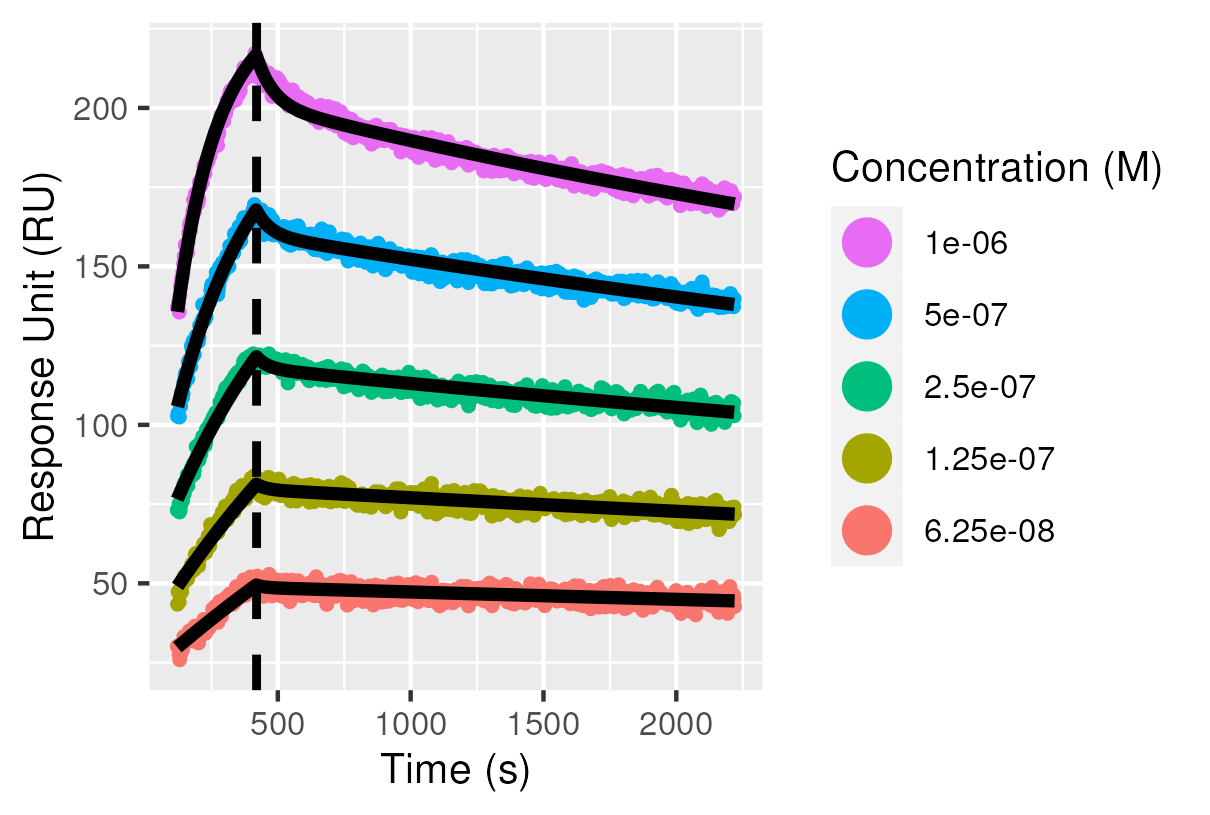 200
150
100
50
Response Unit (RU)
500 1000 1500 2000
Time (s)
Concentration (M)
1e-06
5e-07
2.5e-07
1.25e-07
6.25e-08